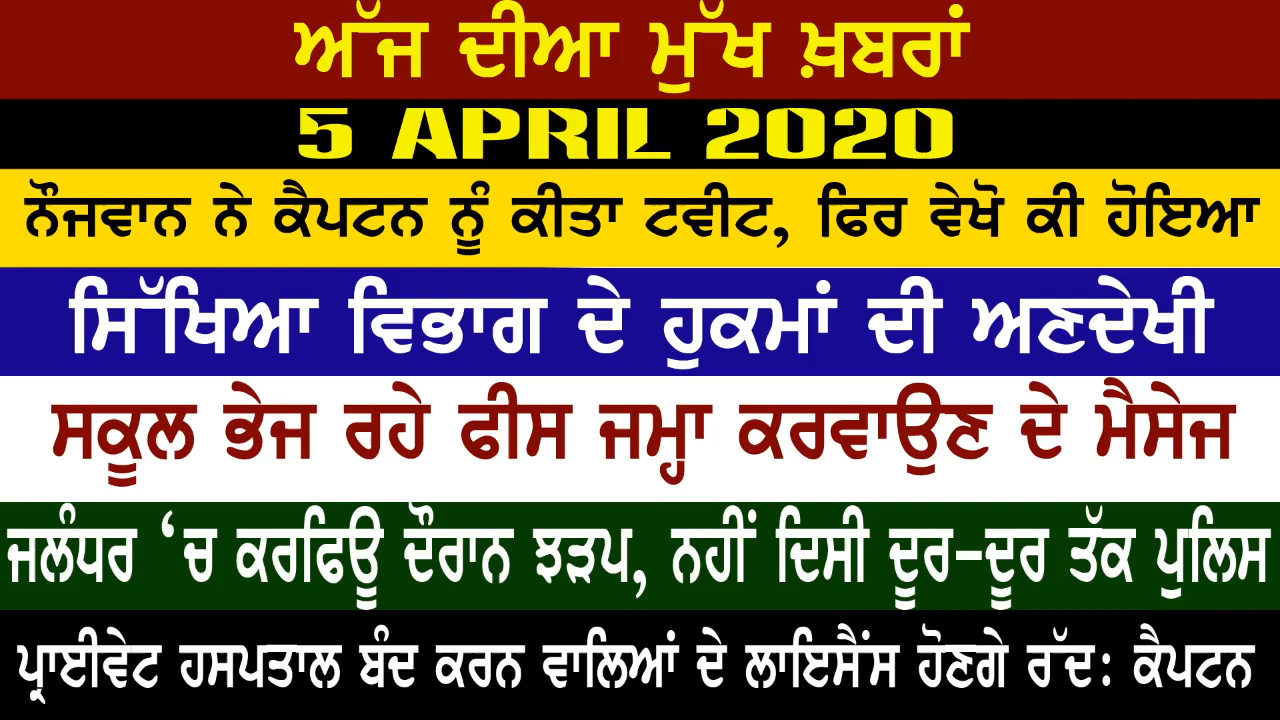 ਅੱਜ ਦੀਆ ਮੁੱਖ ਖ਼ਬਰਾਂ
5 APRIL 2020
ਨੌਜਵਾਨ ਨੇ ਕੈਪਟਨ ਨੂੰ ਕੀਤਾ ਟਵੀਟ, ਫਿਰ ਵੇਖੋ ਕੀ ਹੋਇਆ
ਸਿੱਖਿਆ ਵਿਭਾਗ ਦੇ ਹੁਕਮਾਂ ਦੀ ਅਣਦੇਖੀ
ਸਕੂਲ ਭੇਜ ਰਹੇ ਫੀਸ ਜਮ੍ਹਾ ਕਰਵਾਉਣ ਦੇ ਮੈਸੇਜ
ਜਲੰਧਰ ‘ਚ ਕਰਫਿਊ ਦੌਰਾਨ ਝੜਪ, ਨਹੀਂ ਦਿਸੀ ਦੂਰ-ਦੂਰ ਤੱਕ ਪੁਲਿਸ
ਪ੍ਰਾਈਵੇਟ ਹਸਪਤਾਲ ਬੰਦ ਕਰਨ ਵਾਲਿਆਂ ਦੇ ਲਾਇਸੈਂਸ ਹੋਣਗੇ ਰੱਦ: ਕੈਪਟਨ